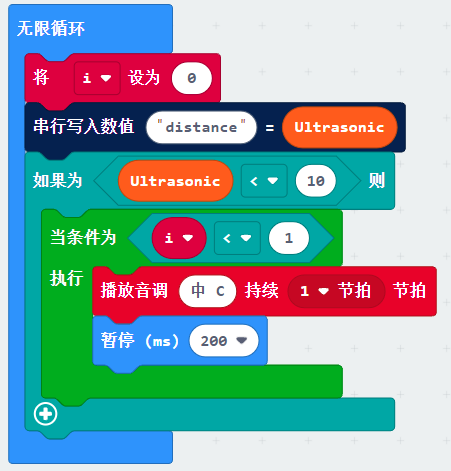 无限循环
将 i 设为 0
串行写入数值 "distance" = Ultrasonic
如果为 Ultrasonic < 10 则
当条件为 i < 1
执行
播放音调 中 C 持续 1 节拍 节拍
暂停 (ms) 200